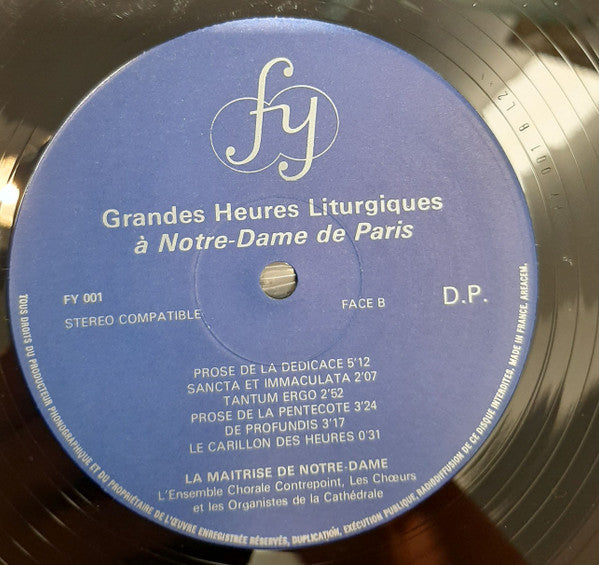 fy
Grandes Heures Liturgiques
à Notre-Dame de Paris
FY 001
STEREO COMPATIBLE
FACE B
D.P.
PROSE DE LA DEDICACE 5'12
SANCTA ET IMMACULATA 2'07
TANTUM ERGO 2'52
PROSE DE LA PENTECOTE 3'24
DE PROFUNDIS 3'17
LE CARILLON DES HEURES 0'31
LA MAITRISE DE NOTRE-DAME
L'Ensemble Chorale Contrepoint, Les Chœurs
et les Organistes de la Cathédrale
TOUS DROITS DU PRODUCTEUR PHONOGRAPHIQUE ET DU PROPRIÉTAIRE DE L'ŒUVRE ENREGISTRÉE RÉSERVÉS, DUPLICATION, EXÉCUTION PUBLIQUE, RADIODIFFUSION DE CE DISQUE INTERDITES, MADE IN FRANCE. AREACEM.